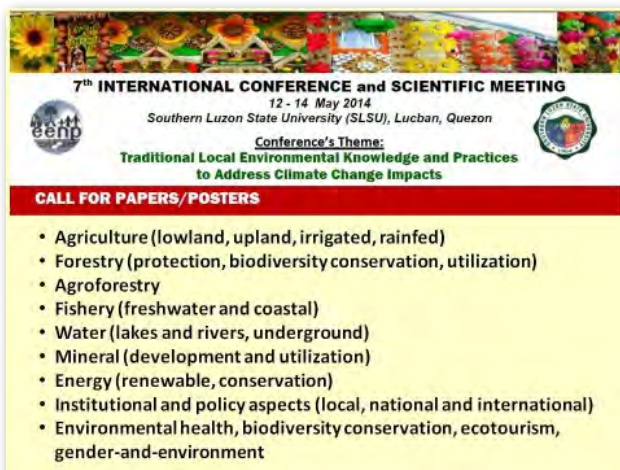 7th INTERNATIONAL CONFERENCE and SCIENTIFIC MEETING
12 - 14 May 2014
Southern Luzon State University (SLSU), Lucban, Quezon
eenp
Conference's Theme:
Traditional Local Environmental Knowledge and Practices
to Address Climate Change Impacts
CALL FOR PAPERS/POSTERS
• Agriculture (lowland, upland, irrigated, rainfed)
• Forestry (protection, biodiversity conservation, utilization)
• Agroforestry
• Fishery (freshwater and coastal)
• Water (lakes and rivers, underground)
• Mineral (development and utilization)
• Energy (renewable, conservation)
• Institutional and policy aspects (local, national and international)
• Environmental health, biodiversity conservation, ecotourism,
gender-and-environment